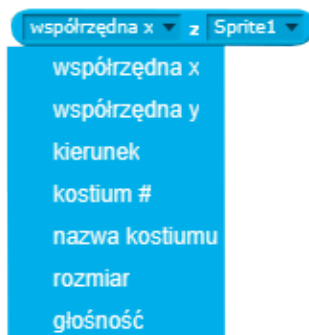 współrzędna x z Sprite1
współrzędna x
współrzędna y
kierunek
kostium #
nazwa kostiumu
rozmiar
głośność